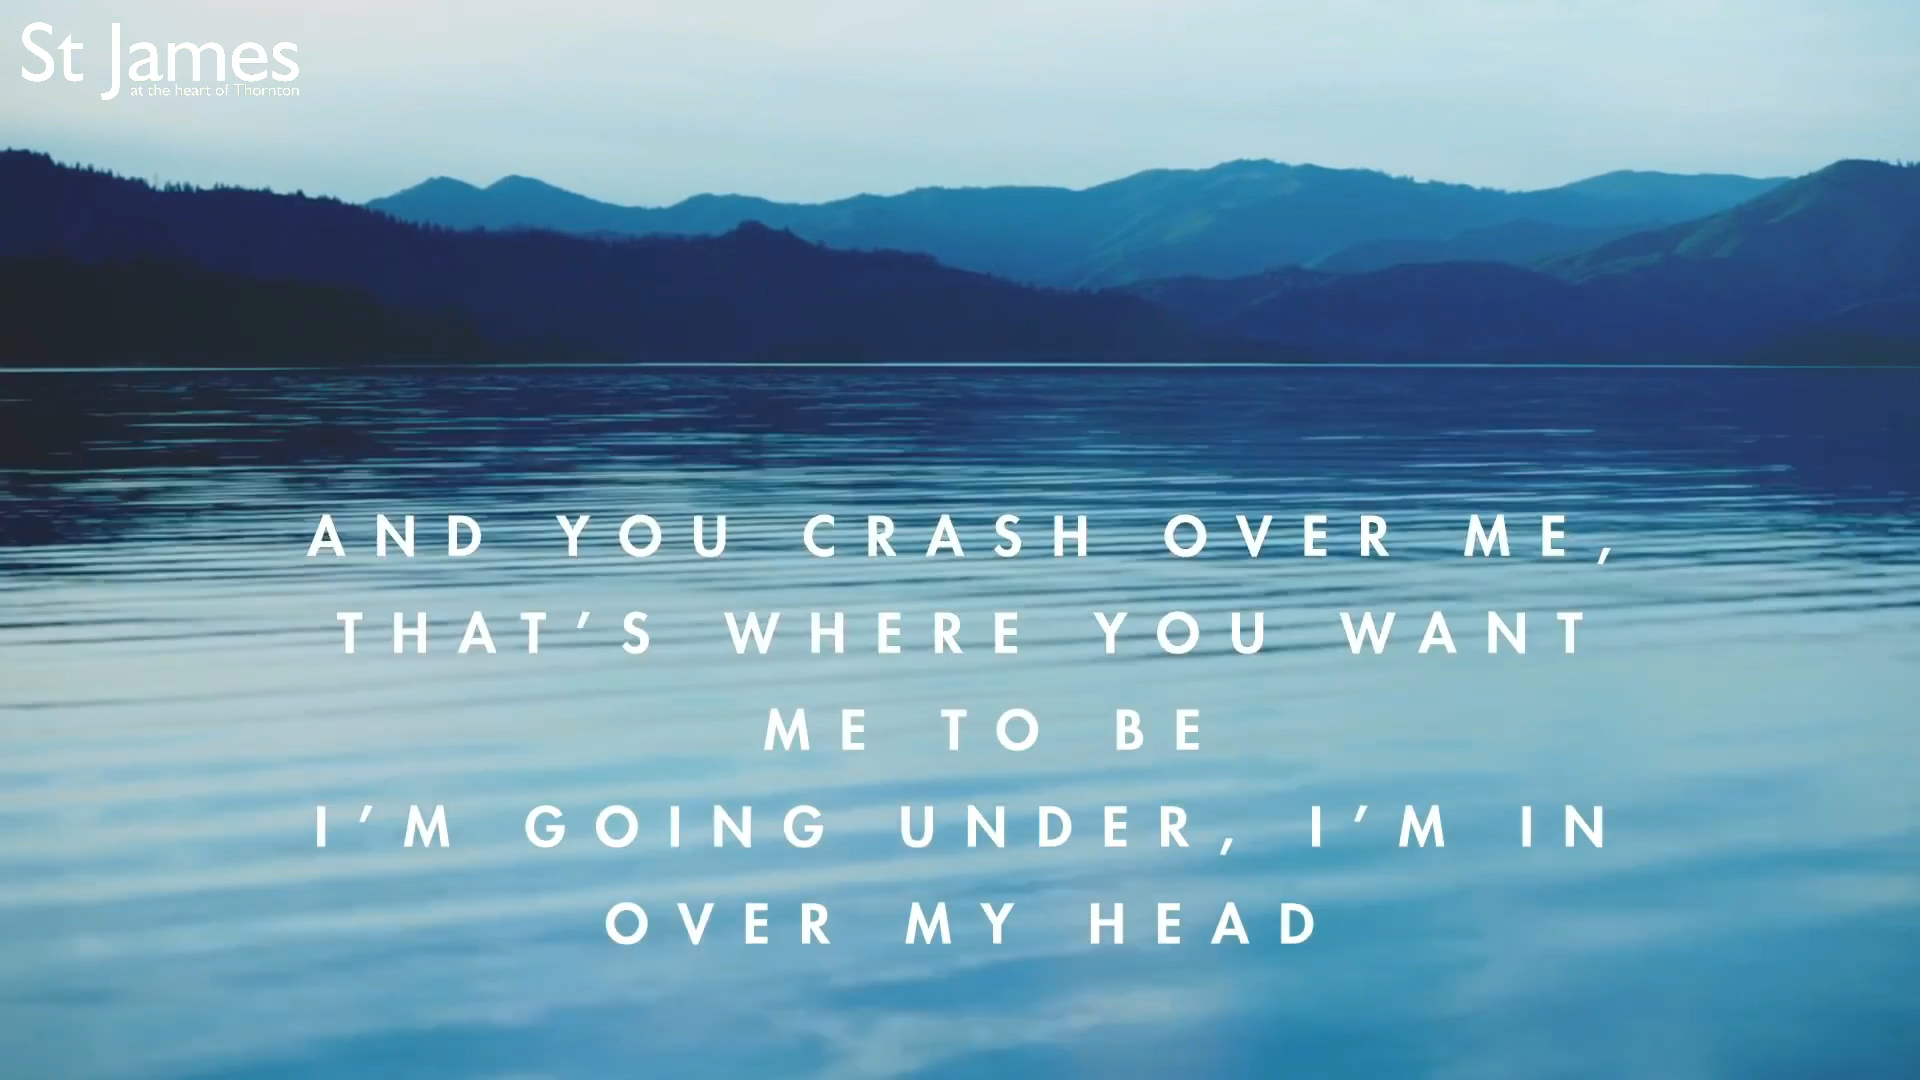 St James
at the heart of Thornton
AND YOU CRASH OVER ME,
THAT’S WHERE YOU WANT
ME TO BE
I’M GOING UNDER, I’M IN
OVER MY HEAD